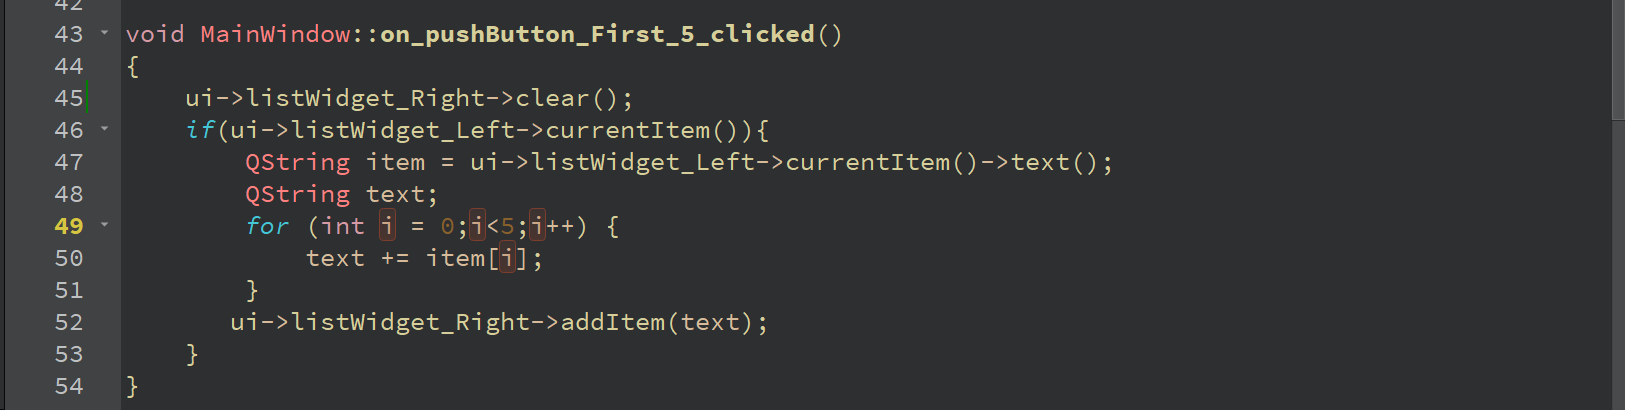 42
43 void MainWindow::on_pushButton_First_5_clicked()
44 {
45     ui->listWidget_Right->clear();
46     if(ui->listWidget_Left->currentItem()){
47         QString item = ui->listWidget_Left->currentItem()->text();
48         QString text;
49         for (int i = 0;i<5;i++) {
50             text += item[i];
51         }
52        ui->listWidget_Right->addItem(text);
53     }
54 }